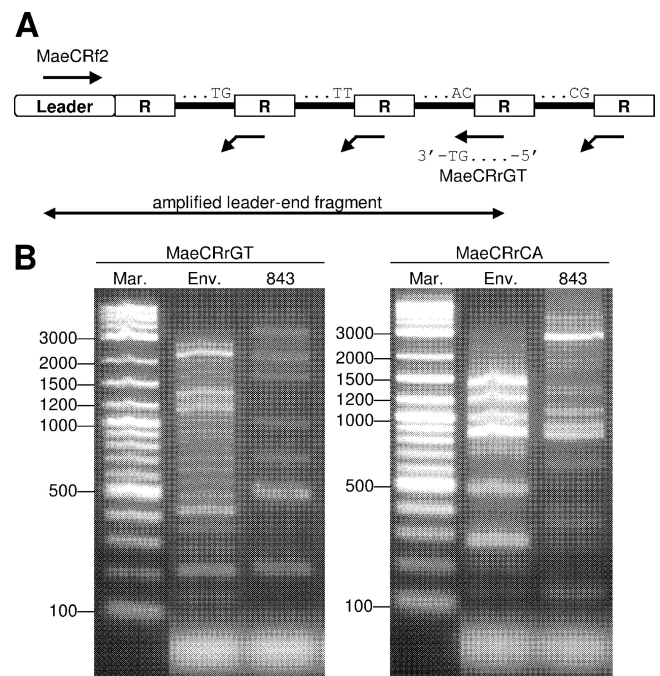 A
MaeCRf2
...TG ...TT ...AC ...CG
Leader R R R R R
3’-TG....-5’
MaeCRrGT
amplified leader-end fragment
B
MaeCRrGT MaeCRrCA
Mar. Env. 843 Mar. Env. 843
3000 3000
2000 2000
1500 1500
1200 1200
1000 1000
500 500
100 100